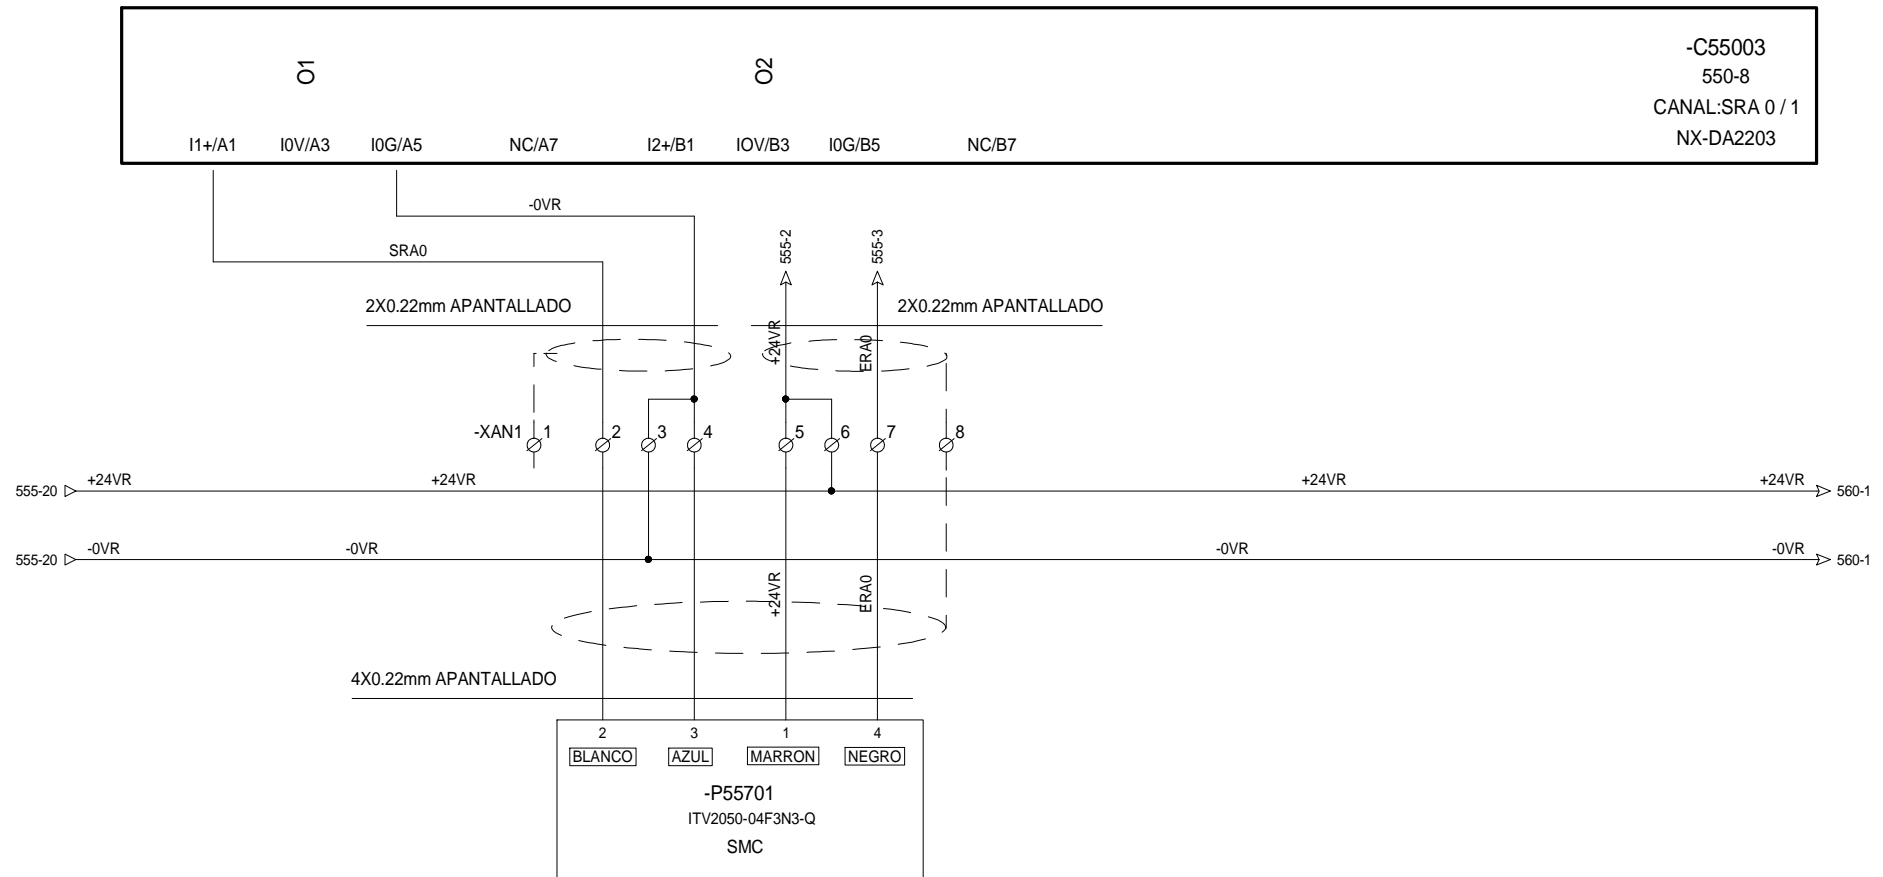 -C55003
O1 O2
550-8
CANAL:SRA 0 / 1
I1+/A1 I0V/A3 I0G/A5 NC/A7 I2+/B1 IOV/B3 I0G/B5 NC/B7
NX-DA2203
-0VR
555-2
555-3
SRA0
2X0.22mm APANTALLADO
2X0.22mm APANTALLADO
+24VR
ERA0
-XAN1 1 2 3 4 5 6 7 8
555-20 +24VR +24VR +24VR +24VR 560-1
555-20 -0VR -0VR -0VR -0VR 560-1
+24VR
ERA0
4X0.22mm APANTALLADO
2 3 1 4
BLANCO AZUL MARRON NEGRO
-P55701
ITV2050-04F3N3-Q
SMC